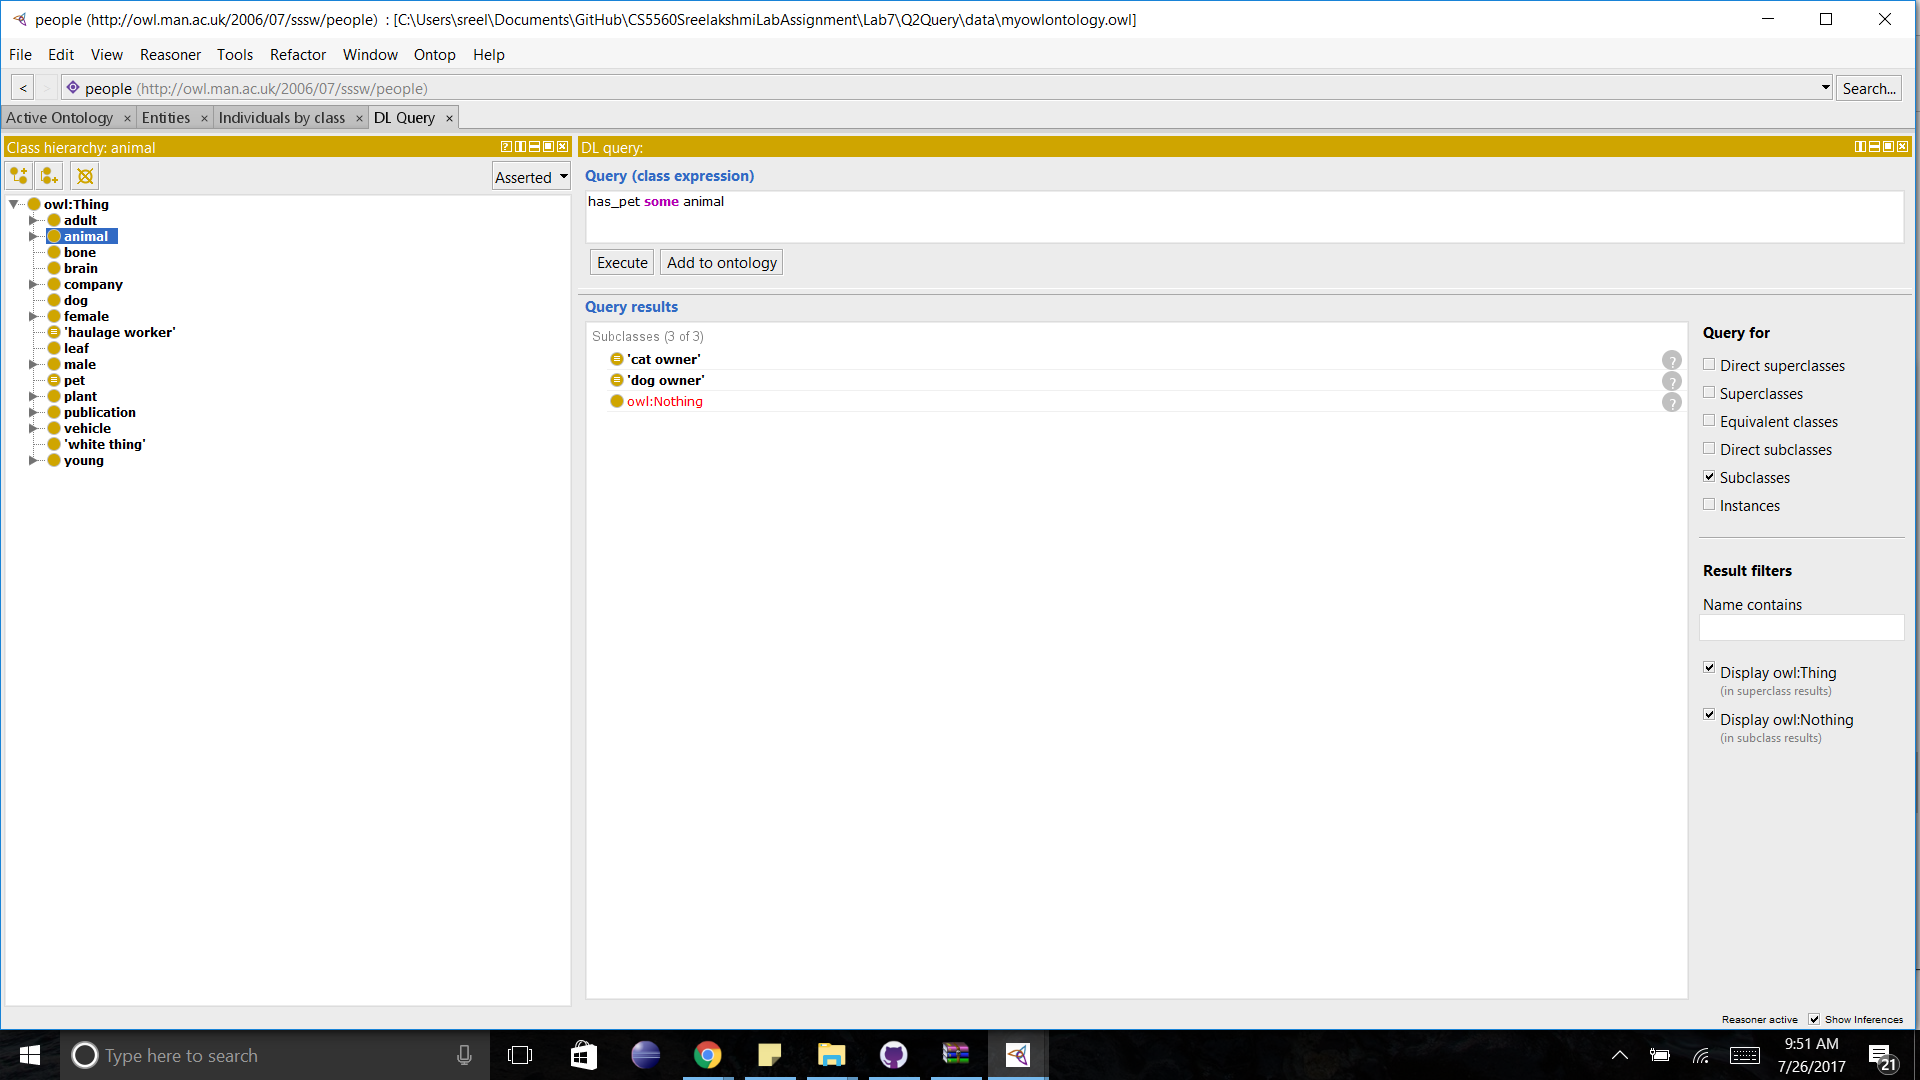 people (http://owl.man.ac.uk/2006/07/sssw/people) : [C:\Users\sreel\Documents\GitHub\CS5560SreelakshmiLabAssignment\Lab7\Q2Query\data\myowlontology.owl]
File Edit View Reasoner Tools Refactor Window Ontop Help
< > people (http://owl.man.ac.uk/2006/07/sssw/people) Search...
Active Ontology × Entities × Individuals by class × DL Query ×
Class hierarchy: animal
Asserted
owl:Thing
adult
animal
bone
brain
company
dog
female
'haulage worker'
leaf
male
pet
plant
publication
vehicle
'white thing'
young
DL query:
Query (class expression)
has_pet some animal
Execute Add to ontology
Query results
Subclasses (3 of 3)
'cat owner' ?
'dog owner' ?
owl:Nothing ?
Query for
Direct superclasses
Superclasses
Equivalent classes
Direct subclasses
Subclasses
Instances
Result filters
Name contains
Display owl:Thing
(in superclass results)
Display owl:Nothing
(in subclass results)
Reasoner active Show Inferences
Type here to search
9:51 AM
7/26/2017
21